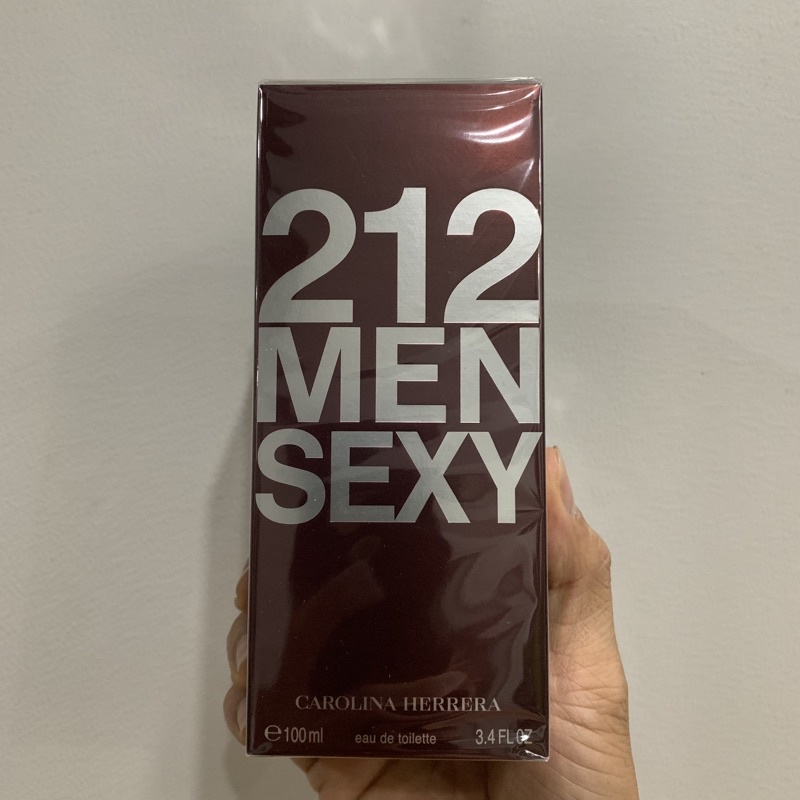 212
MEN
SEXY
CAROLINA HERRERA
℮100 ml eau de toilette 3.4 FL OZ